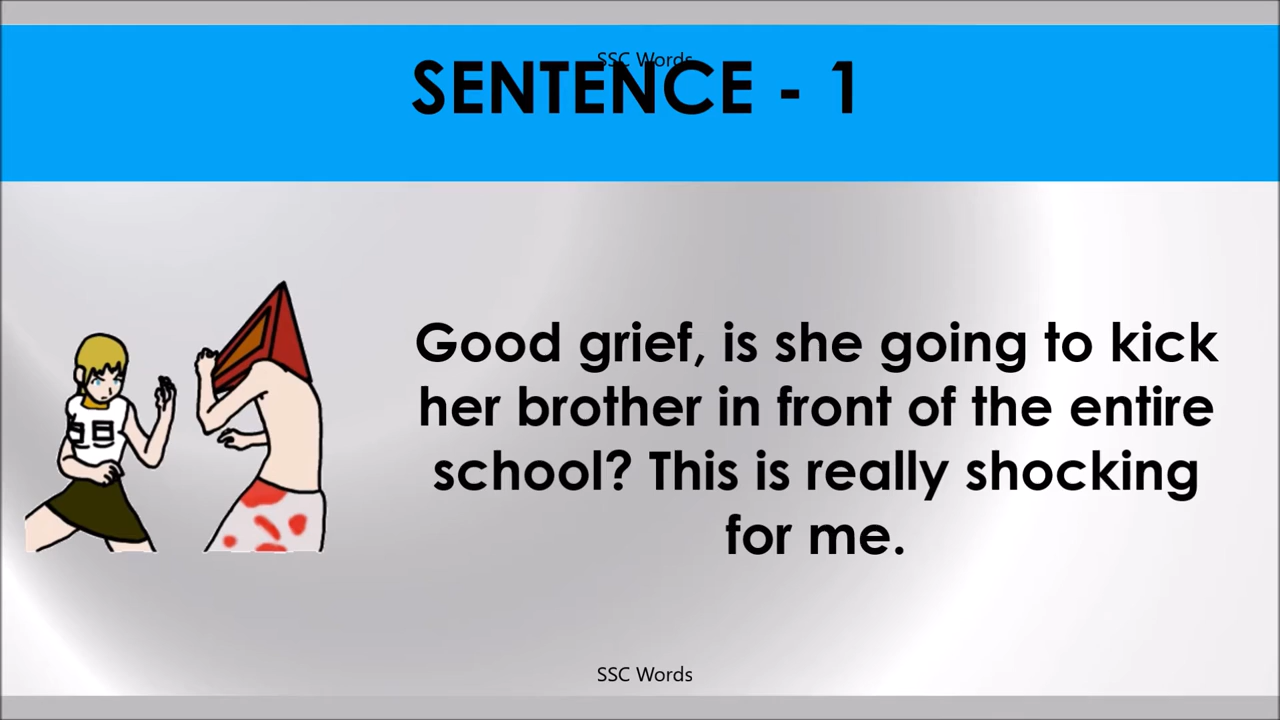 SSC Words
SENTENCE - 1
Good grief, is she going to kick
her brother in front of the entire
school? This is really shocking
for me.
SSC Words